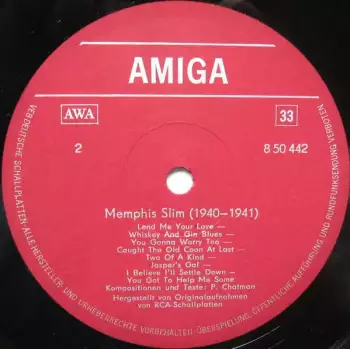 AMIGA
AWA
33
2
8 50 442
Memphis Slim (1940–1941)
Lend Me Your Love —
Whiskey And Gin Blues —
You Gonna Worry Too —
Caught The Old Coon At Last —
Two Of A Kind —
Jasper's Gal —
I Believe I'll Settle Down —
You Got To Help Me Some
Kompositionen und Texte: P. Chatman
Hergestellt von Originalaufnahmen
von RCA-Schallplatten
VEB DEUTSCHE SCHALLPLATTEN · ALLE HERSTELLER- UND URHEBERRECHTE VORBEHALTEN · ÜBERSPIELUNG, ÖFFENTLICHE AUFFÜHRUNG UND RUNDFUNKSENDUNG VERBOTEN